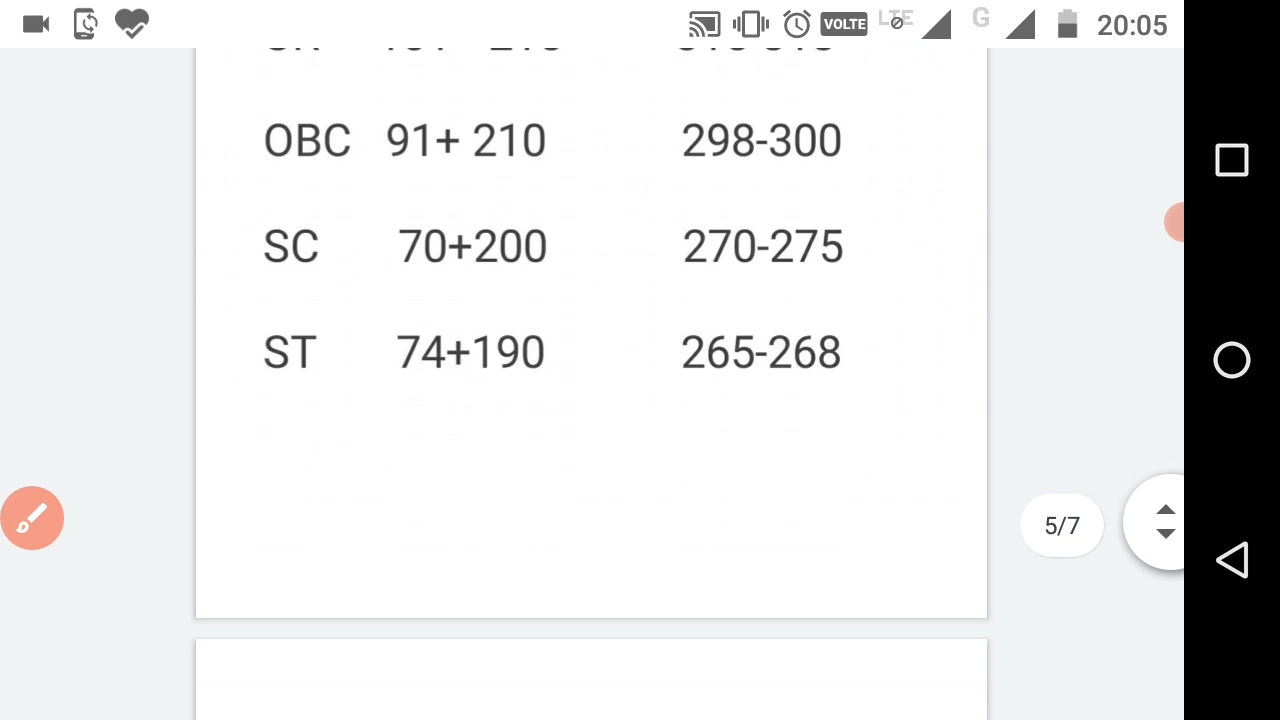 VOLTE LTE G 20:05
OBC 91+ 210 298-300
SC 70+200 270-275
ST 74+190 265-268
5/7